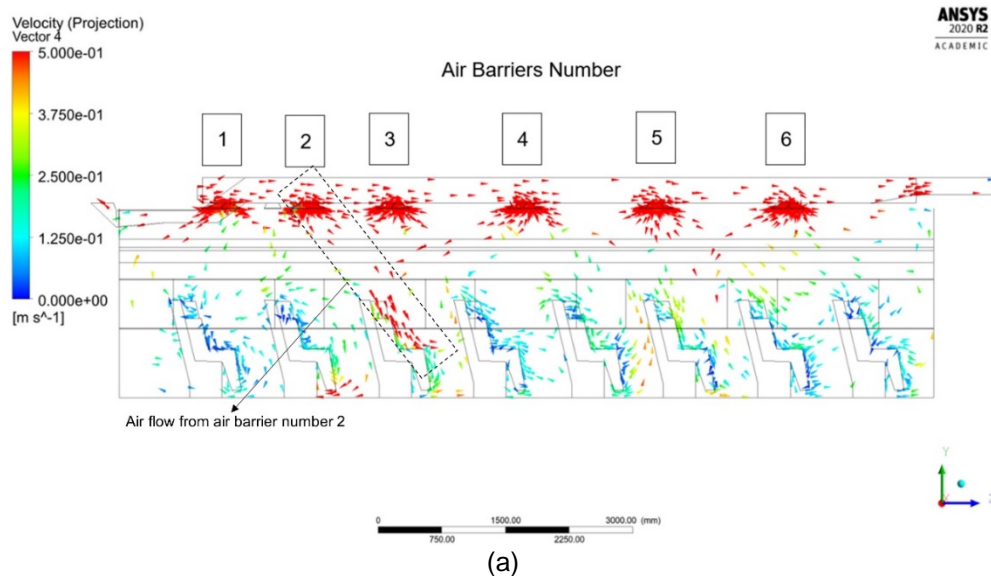 Velocity (Projection)
Vector 4
5.000e-01
3.750e-01
2.500e-01
1.250e-01
0.000e+00
[m s^-1]
ANSYS
2020 R2
ACADEMIC
Air Barriers Number
1 2 3 4 5 6
Air flow from air barrier number 2
Y
0 1500.00 3000.00 (mm)
750.00 2250.00
(a)